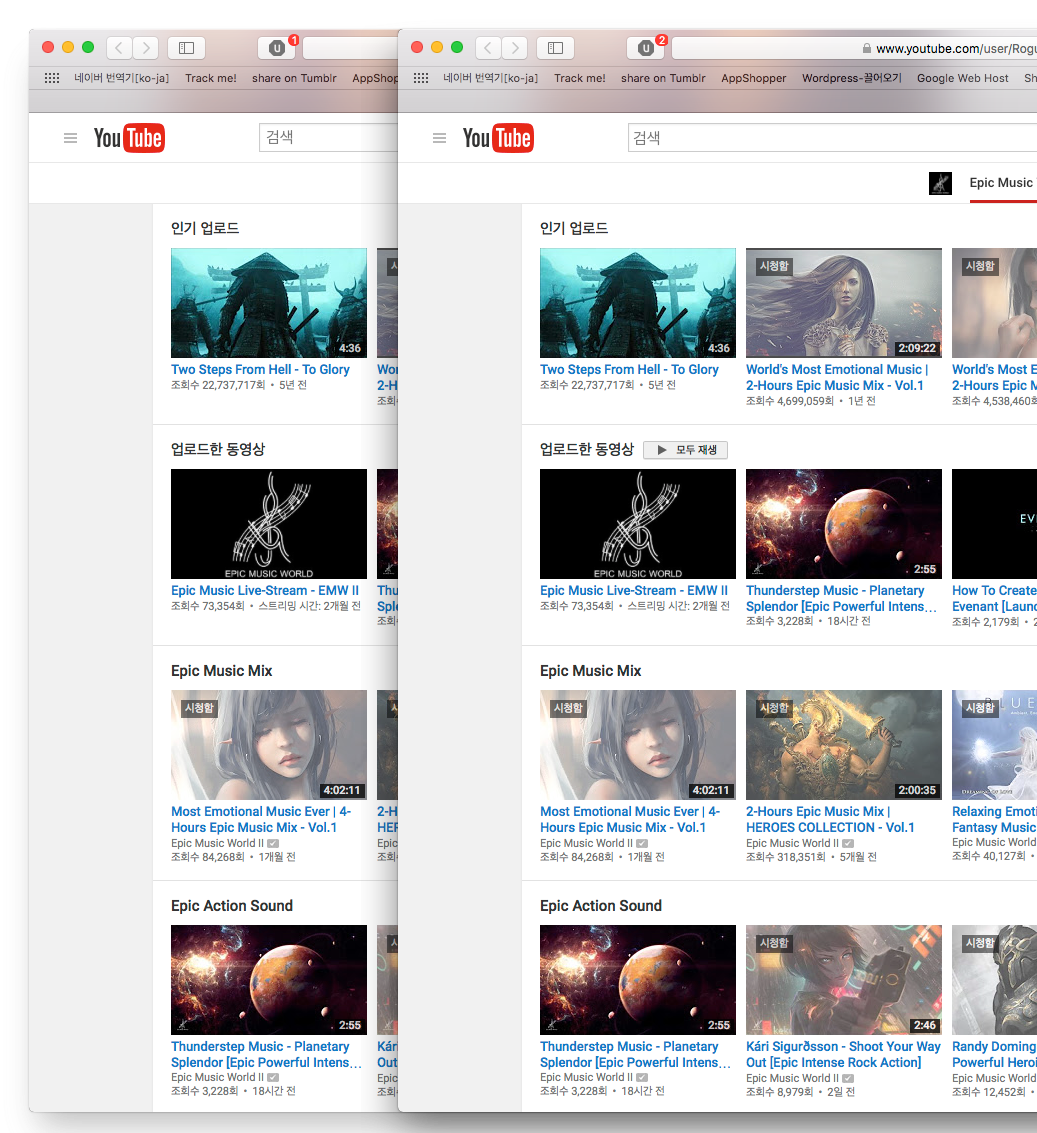 1
네이버 번역기[ko-ja] Track me! share on Tumblr AppShop
YouTube
검색
인기 업로드
4:36
Two Steps From Hell - To Glory
조회수 22,737,717회 • 5년 전
업로드한 동영상
EPIC MUSIC WORLD
Epic Music Live-Stream - EMW II
조회수 73,354회 • 스트리밍 시간: 2개월 전
Epic Music Mix
시청함
4:02:11
Most Emotional Music Ever | 4-
Hours Epic Music Mix - Vol.1
Epic Music World II
조회수 84,268회 • 1개월 전
Epic Action Sound
2:55
Thunderstep Music - Planetary
Splendor [Epic Powerful Intens...
Epic Music World II
조회수 3,228회 • 18시간 전
2
www.youtube.com/user/Rogu
네이버 번역기[ko-ja] Track me! share on Tumblr AppShopper Wordpress-끌어오기 Google Web Host Sh
YouTube
검색
Epic Music
인기 업로드
4:36
Two Steps From Hell - To Glory
조회수 22,737,717회 • 5년 전
시청함
2:09:22
World's Most Emotional Music |
2-Hours Epic Music Mix - Vol.1
조회수 4,699,059회 • 1년 전
시청함
World's Most E
2-Hours Epic M
조회수 4,538,460회
업로드한 동영상 모두 재생
EPIC MUSIC WORLD
Epic Music Live-Stream - EMW II
조회수 73,354회 • 스트리밍 시간: 2개월 전
2:55
Thunderstep Music - Planetary
Splendor [Epic Powerful Intens...
조회수 3,228회 • 18시간 전
EV
How To Create
Evenant [Laun
조회수 2,179회 • 2
Epic Music Mix
시청함
4:02:11
Most Emotional Music Ever | 4-
Hours Epic Music Mix - Vol.1
Epic Music World II
조회수 84,268회 • 1개월 전
시청함
2:00:35
2-Hours Epic Music Mix |
HEROES COLLECTION - Vol.1
Epic Music World II
조회수 318,351회 • 5개월 전
시청함
Relaxing Emoti
Fantasy Music
Epic Music World
조회수 40,127회 •
Epic Action Sound
2:55
Thunderstep Music - Planetary
Splendor [Epic Powerful Intens...
Epic Music World II
조회수 3,228회 • 18시간 전
시청함
2:46
Kári Sigurðsson - Shoot Your Way
Out [Epic Intense Rock Action]
Epic Music World II
조회수 8,979회 • 2일 전
시청함
Randy Doming
Powerful Heroi
Epic Music World
조회수 12,452회 •